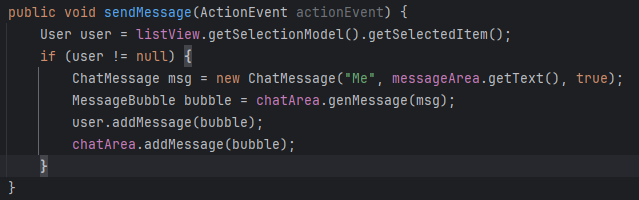 public void sendMessage(ActionEvent actionEvent) {
    User user = listView.getSelectionModel().getSelectedItem();
    if (user != null) {
        ChatMessage msg = new ChatMessage("Me", messageArea.getText(), true);
        MessageBubble bubble = chatArea.genMessage(msg);
        user.addMessage(bubble);
        chatArea.addMessage(bubble);
    }
}